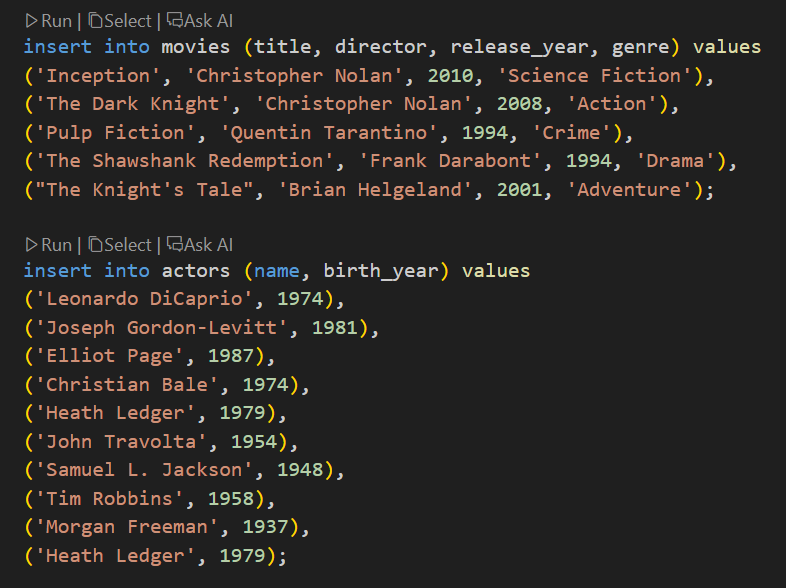 Run | Select | Ask AI
insert into movies (title, director, release_year, genre) values
('Inception', 'Christopher Nolan', 2010, 'Science Fiction'),
('The Dark Knight', 'Christopher Nolan', 2008, 'Action'),
('Pulp Fiction', 'Quentin Tarantino', 1994, 'Crime'),
('The Shawshank Redemption', 'Frank Darabont', 1994, 'Drama'),
("The Knight's Tale", 'Brian Helgeland', 2001, 'Adventure');
Run | Select | Ask AI
insert into actors (name, birth_year) values
('Leonardo DiCaprio', 1974),
('Joseph Gordon-Levitt', 1981),
('Elliot Page', 1987),
('Christian Bale', 1974),
('Heath Ledger', 1979),
('John Travolta', 1954),
('Samuel L. Jackson', 1948),
('Tim Robbins', 1958),
('Morgan Freeman', 1937),
('Heath Ledger', 1979);